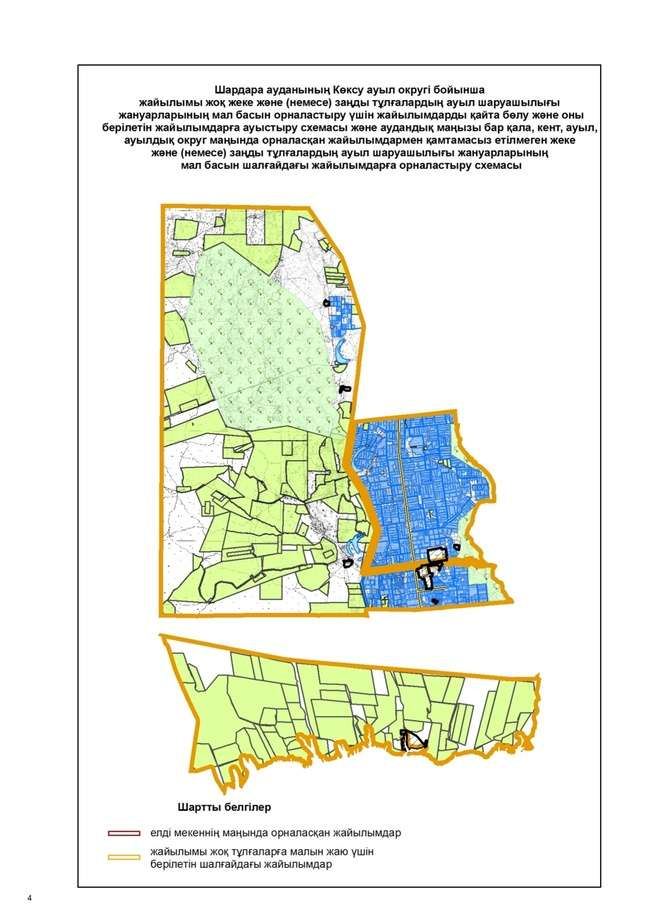 Шардара ауданының Көксу ауыл округі бойынша
жайылымы жоқ жеке және (немесе) заңды тұлғалардың ауыл шаруашылығы
жануарларының мал басын орналастыру үшін жайылымдарды қайта бөлу және оны
берілетін жайылымдарға ауыстыру схемасы және аудандық маңызы бар қала, кент, ауыл,
ауылдық округ маңында орналасқан жайылымдармен қамтамасыз етілмеген жеке
және (немесе) заңды тұлғалардың ауыл шаруашылығы жануарларының
мал басын шалғайдағы жайылымдарға орналастыру схемасы
Шартты белгілер
елді мекеннің маңында орналасқан жайылымдар
жайылымы жоқ тұлғаларға малын жаю үшін
берілетін шалғайдағы жайылымдар
4